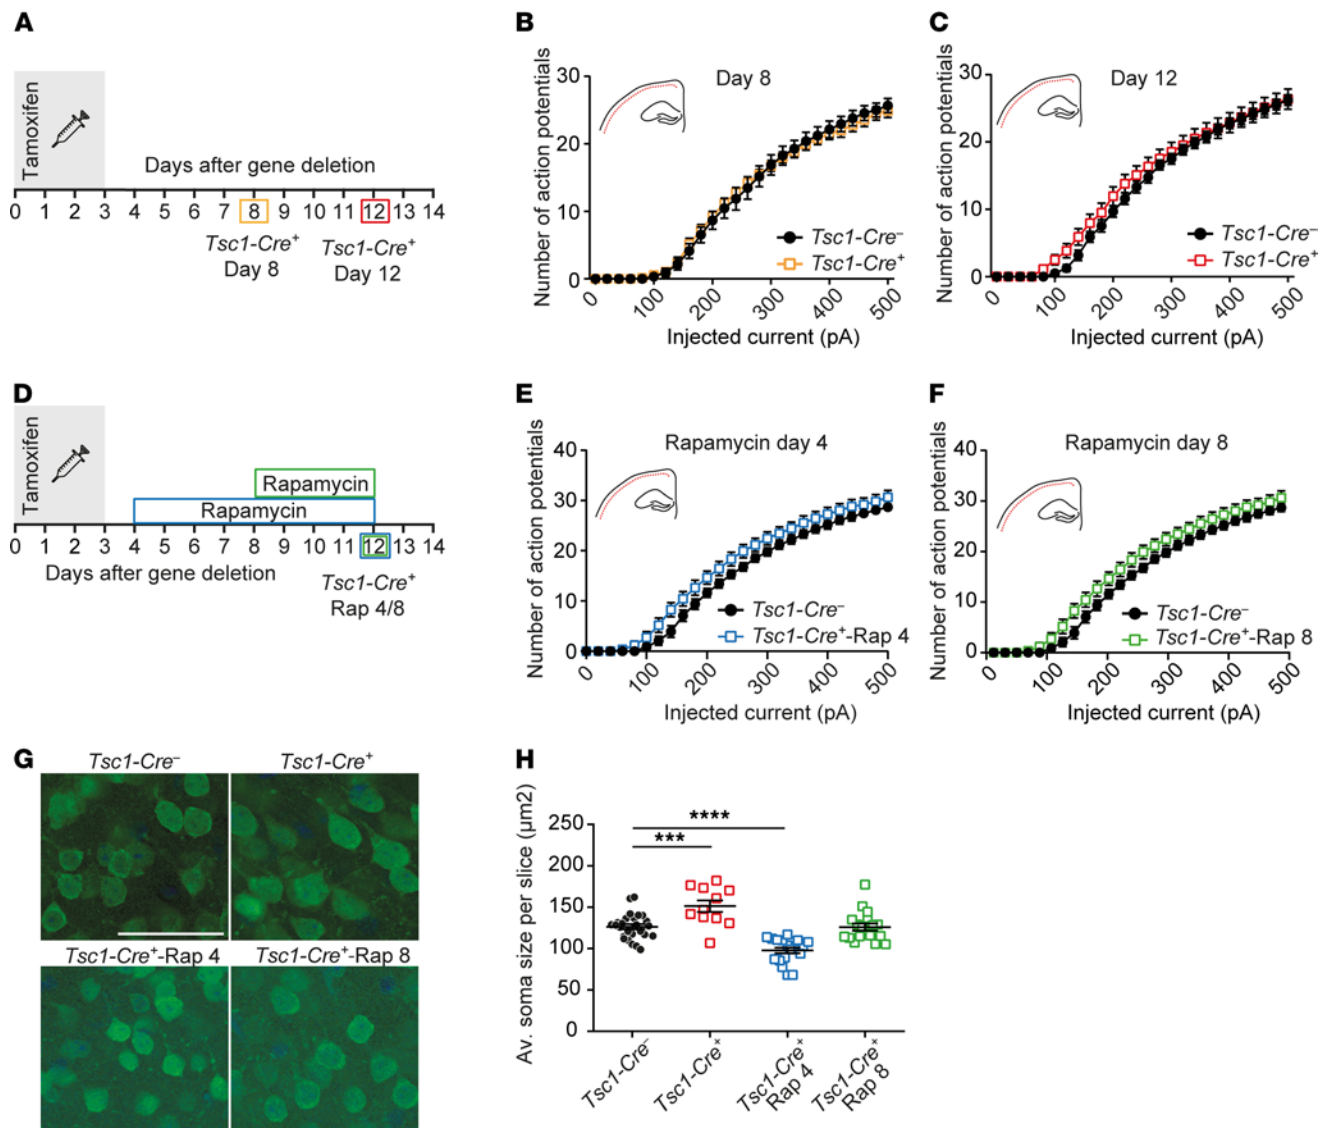 A
Tamoxifen
Days after gene deletion
0 1 2 3 4 5 6 7 8 9 10 11 12 13 14
Tsc1-Cre+ Tsc1-Cre+
Day 8 Day 12
B
Day 8
Number of action potentials
30
20
10
0
Tsc1-Cre–
Tsc1-Cre+
0 100 200 300 400 500
Injected current (pA)
C
Day 12
Number of action potentials
30
20
10
0
Tsc1-Cre–
Tsc1-Cre+
0 100 200 300 400 500
Injected current (pA)
D
Tamoxifen
Rapamycin
Rapamycin
0 1 2 3 4 5 6 7 8 9 10 11 12 13 14
Days after gene deletion
Tsc1-Cre+
Rap 4/8
E
Rapamycin day 4
Number of action potentials
40
30
20
10
0
Tsc1-Cre–
Tsc1-Cre+-Rap 4
0 100 200 300 400 500
Injected current (pA)
F
Rapamycin day 8
Number of action potentials
40
30
20
10
0
Tsc1-Cre–
Tsc1-Cre+-Rap 8
0 100 200 300 400 500
Injected current (pA)
G
Tsc1-Cre– Tsc1-Cre+
Tsc1-Cre+-Rap 4 Tsc1-Cre+-Rap 8
H
Av. soma size per slice (µm2)
250
200
150
100
50
0
****
***
Tsc1-Cre–
Tsc1-Cre+
Tsc1-Cre+
Rap 4
Tsc1-Cre+
Rap 8